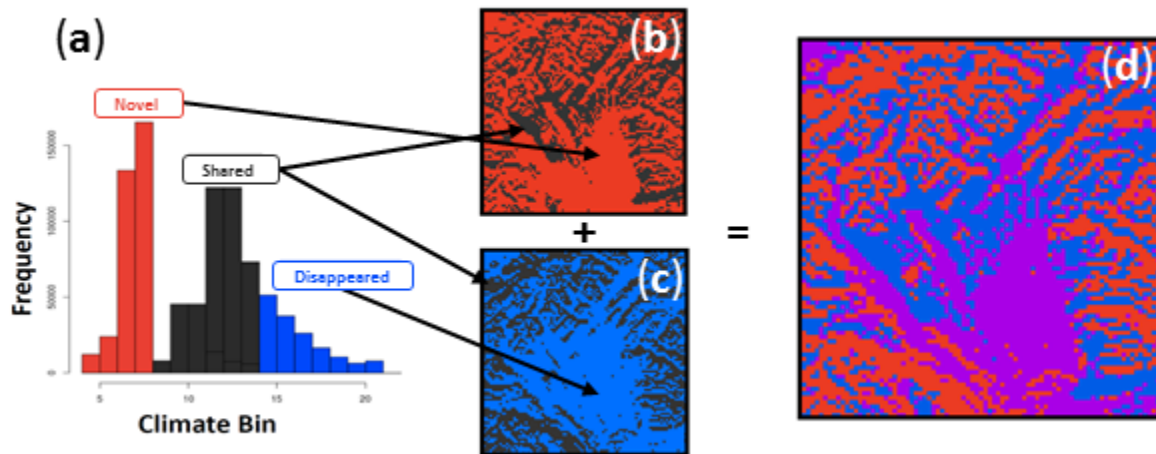 (a)
Novel
Shared
Disappeared
Frequency
0
50000
100000
150000
5
10
15
20
Climate Bin
(b)
+
(c)
=
(d)